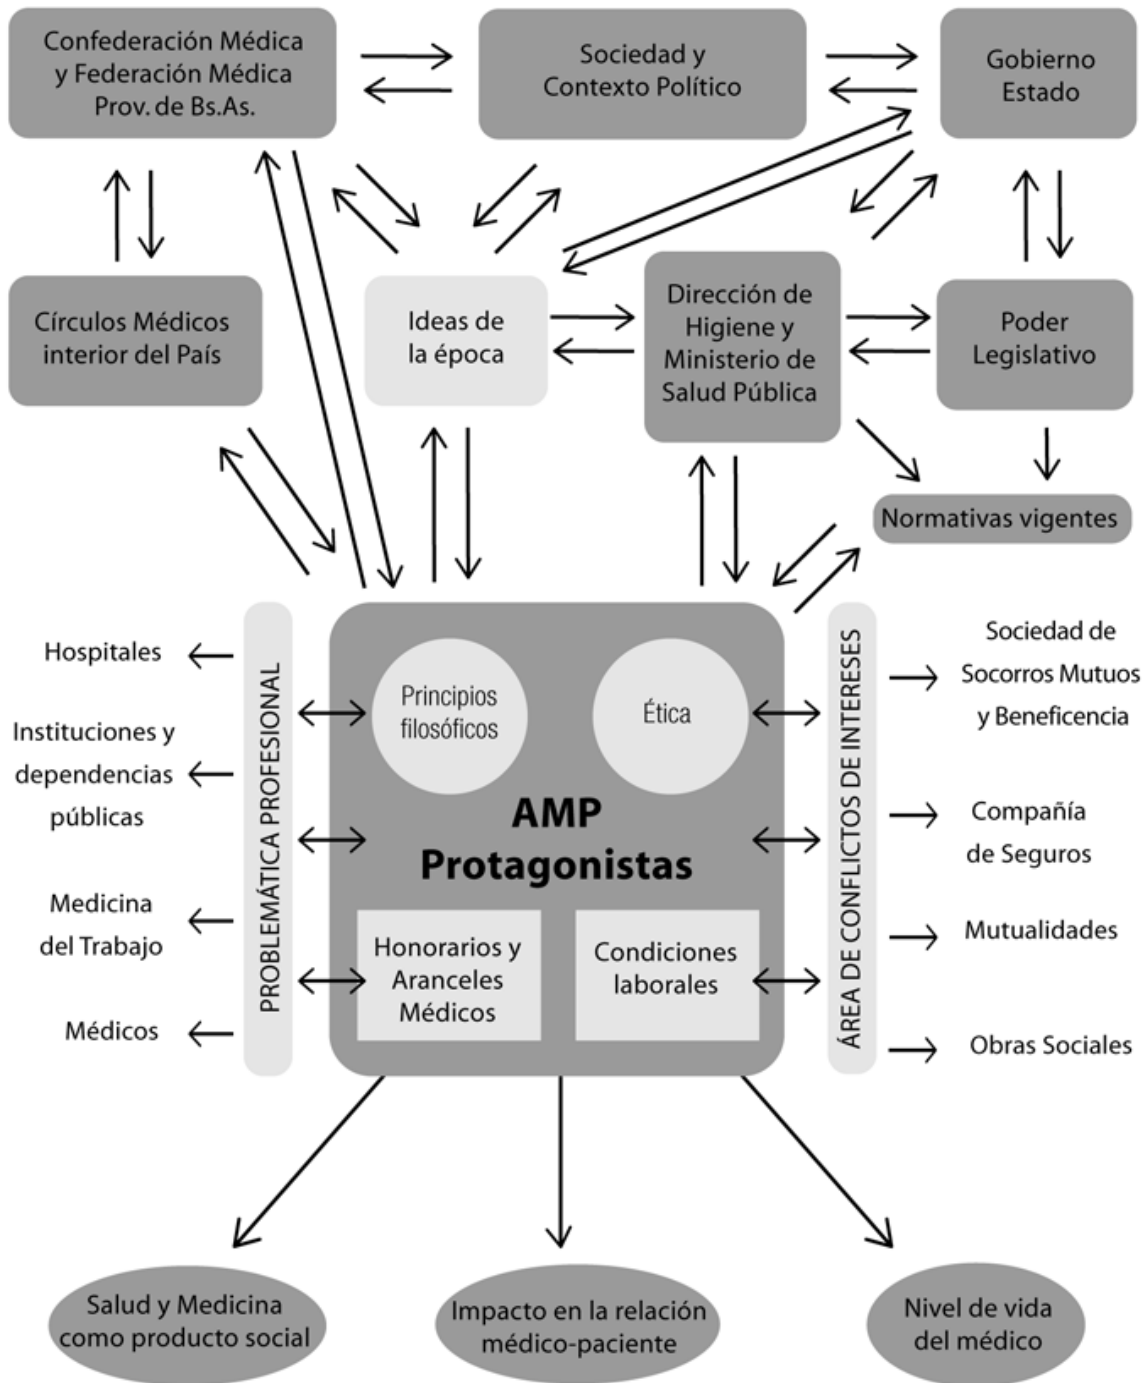 Confederación Médica
y Federación Médica
Prov. de Bs.As.
Sociedad y
Contexto Político
Gobierno
Estado
Círculos Médicos
interior del País
Ideas de
la época
Dirección de
Higiene y
Ministerio de
Salud Pública
Poder
Legislativo
Normativas vigentes
Hospitales
Instituciones y
dependencias
públicas
Medicina
del Trabajo
Médicos
PROBLEMÁTICA PROFESIONAL
Principios
filosóficos
Ética
AMP
Protagonistas
Honorarios y
Aranceles
Médicos
Condiciones
laborales
ÁREA DE CONFLICTOS DE INTERESES
Sociedad de
Socorros Mutuos
y Beneficencia
Compañía
de Seguros
Mutualidades
Obras Sociales
Salud y Medicina
como producto social
Impacto en la relación
médico-paciente
Nivel de vida
del médico